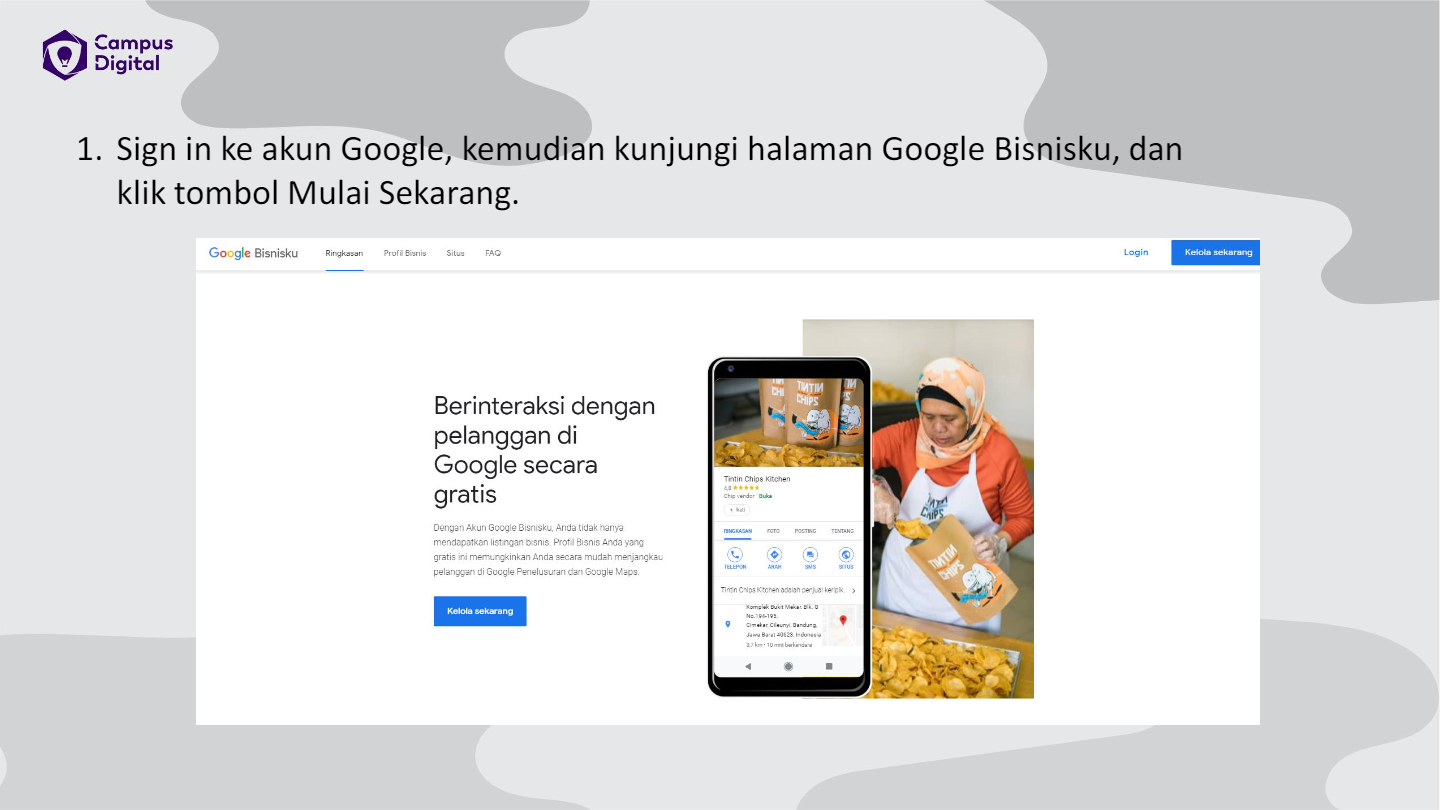 Campus
Digital
1. Sign in ke akun Google, kemudian kunjungi halaman Google Bisnisku, dan
klik tombol Mulai Sekarang.
Google Bisnisku Ringkasan Profil Bisnis Situs FAQ Login Kelola sekarang
Berinteraksi dengan
pelanggan di
Google secara
gratis
Dengan Akun Google Bisnisku, Anda tidak hanya
mendapatkan listingan bisnis. Profil Bisnis Anda yang
gratis ini memungkinkan Anda secara mudah menjangkau
pelanggan di Google Penelusuran dan Google Maps.
Kelola sekarang
TINTIN
CHIPS
Tintin Chips Kitchen
4,8
Chip vendor · Buka
+ Ikuti
RINGKASAN FOTO POSTING TENTANG
TELEPON ARAH SMS SITUS
Tintin Chips Kitchen adalah penjual keripik.
Komplek Bukit Mekar, Blk. G
No.194-195,
Cimekar, Cileunyi, Bandung,
Jawa Barat 40623, Indonesia
3,7 km • 10 mnt berkendara
TINTIN
CHIPS
TINTIN
CHIPS